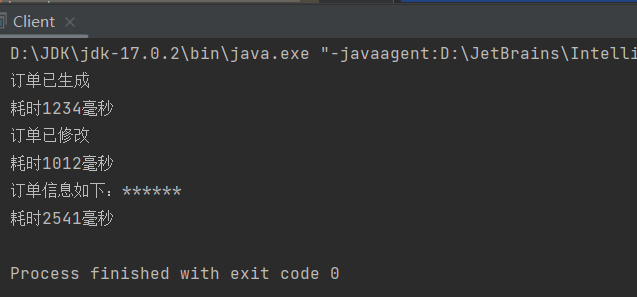 Client
D:\JDK\jdk-17.0.2\bin\java.exe "-javaagent:D:\JetBrains\Intelli
订单已生成
耗时1234毫秒
订单已修改
耗时1012毫秒
订单信息如下：******
耗时2541毫秒
Process finished with exit code 0